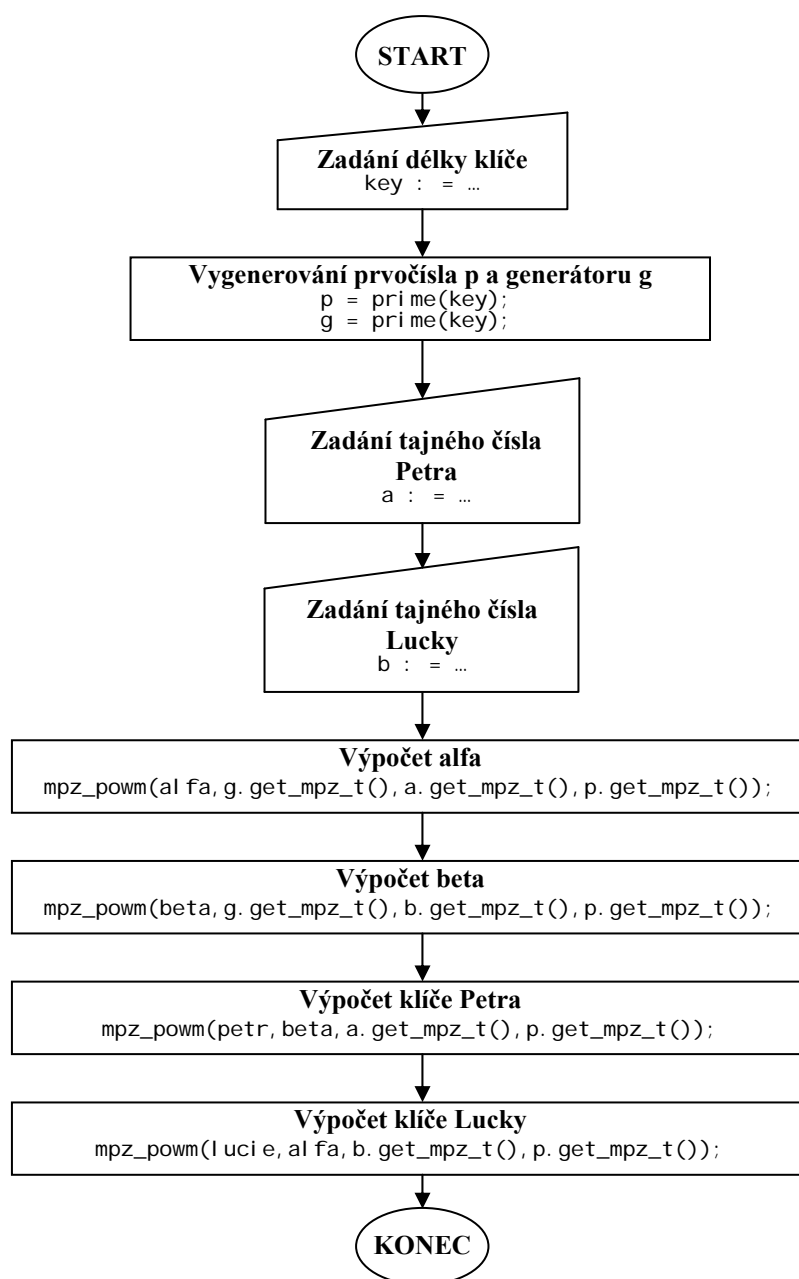 START
Zadání délky klíče
key := …
Vygenerování prvočísla p a generátoru g
p = prime(key);
g = prime(key);
Zadání tajného čísla
Petra
a := …
Zadání tajného čísla
Lucky
b := …
Výpočet alfa
mpz_powm(alfa,g.get_mpz_t(),a.get_mpz_t(),p.get_mpz_t());
Výpočet beta
mpz_powm(beta,g.get_mpz_t(),b.get_mpz_t(),p.get_mpz_t());
Výpočet klíče Petra
mpz_powm(petr,beta,a.get_mpz_t(),p.get_mpz_t());
Výpočet klíče Lucky
mpz_powm(lucie,alfa,b.get_mpz_t(),p.get_mpz_t());
KONEC